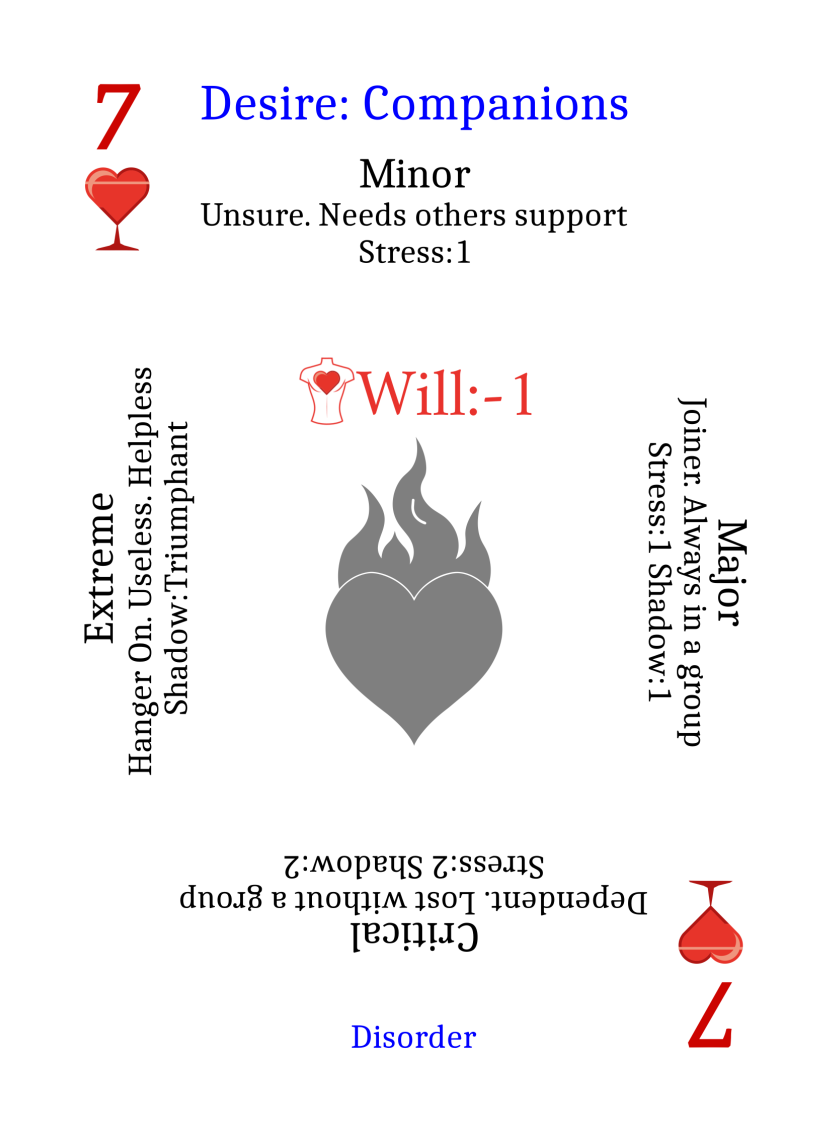 7
Desire: Companions
Minor
Unsure. Needs others support
Stress:1
Will:-1
Major
Joiner. Always in a group
Stress:1 Shadow:1
Critical
Dependent. Lost without a group
Stress:2 Shadow:2
Extreme
Hanger On. Useless. Helpless
Shadow:Triumphant
7
Disorder